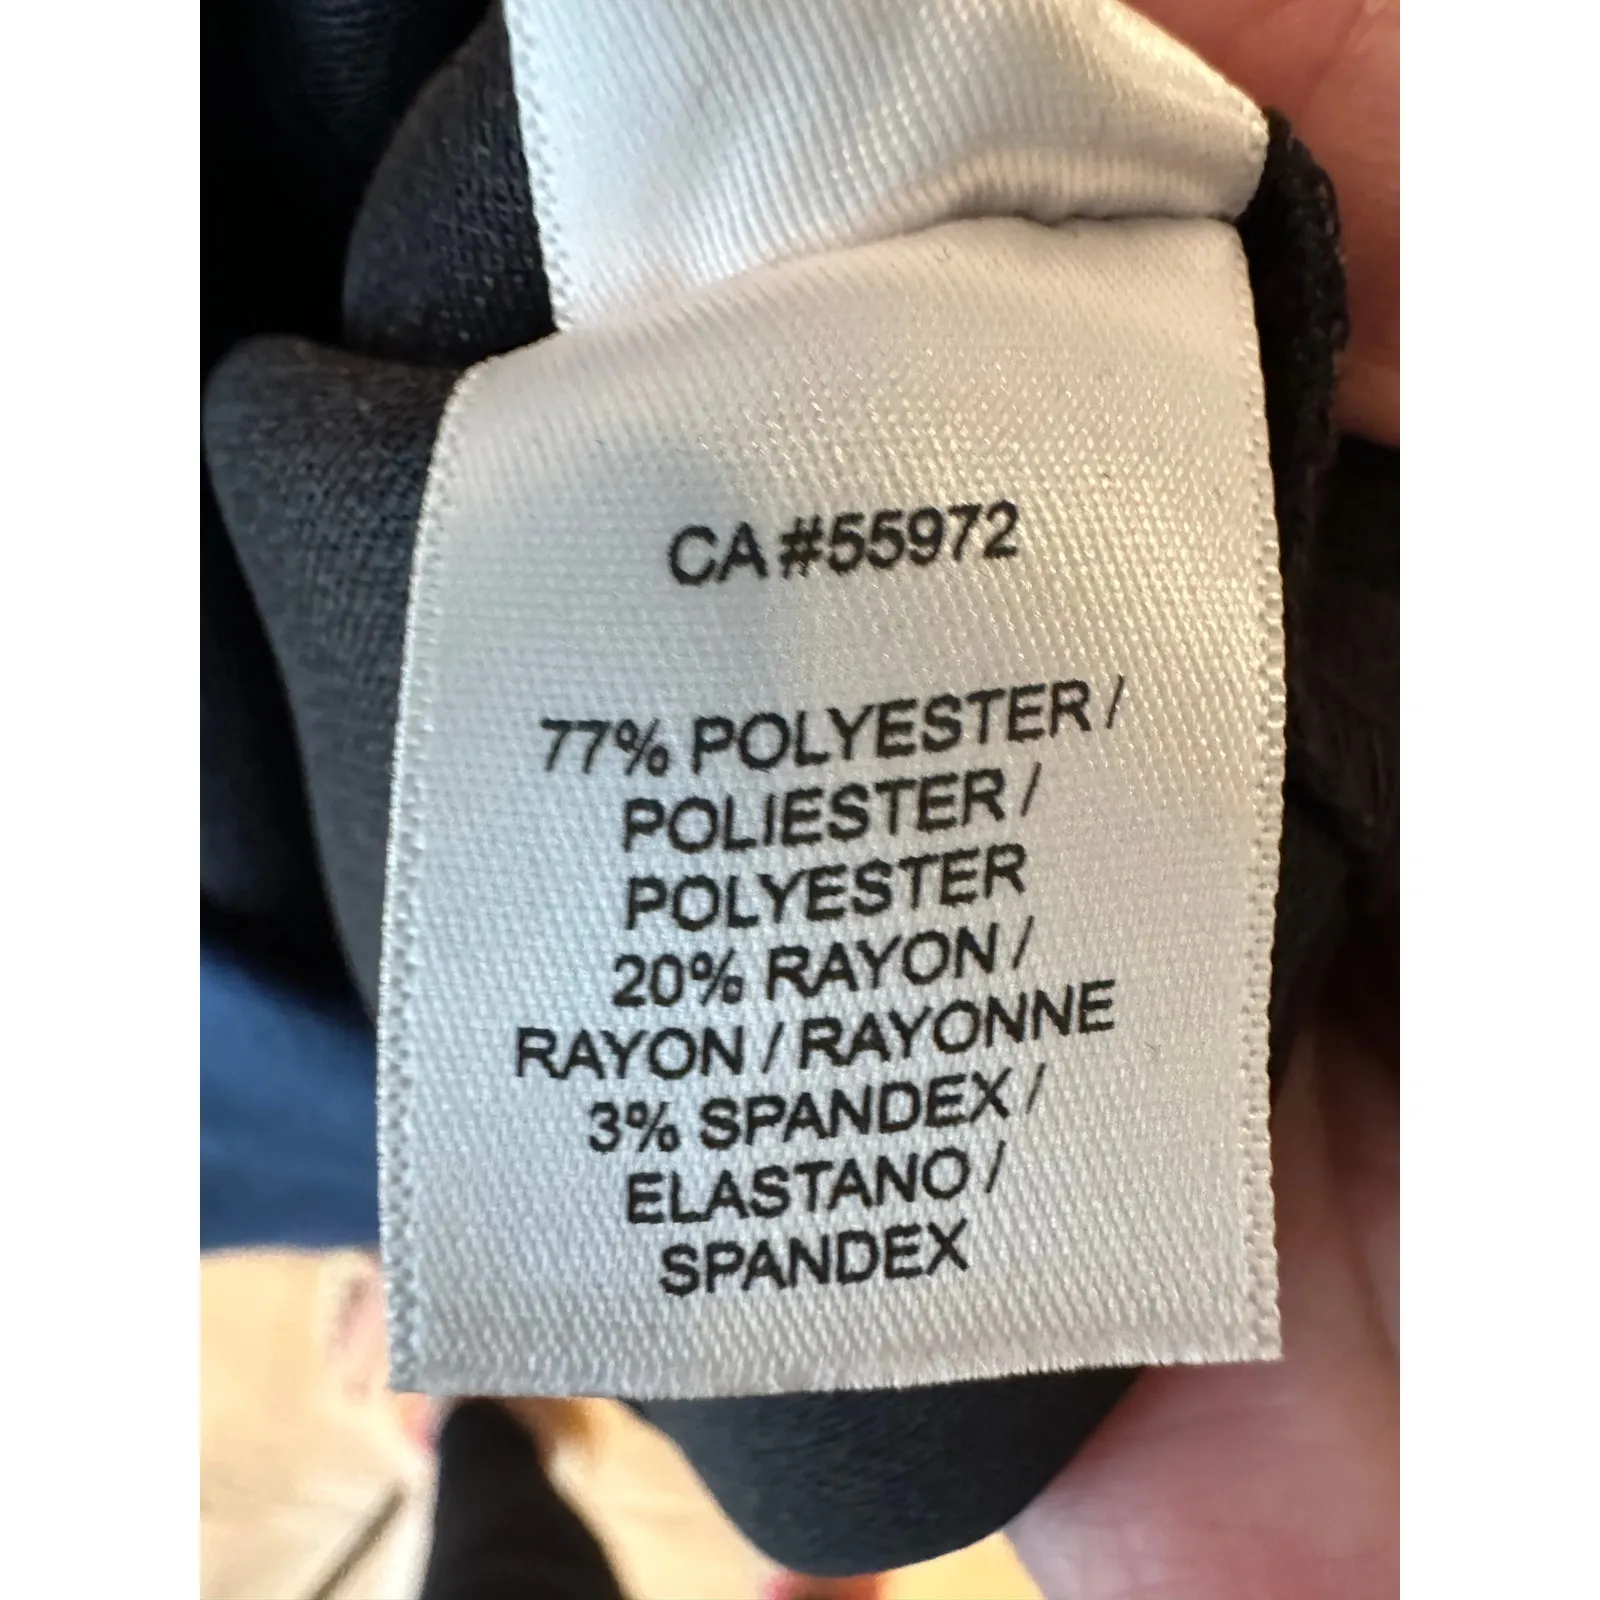 CA #55972
77% POLYESTER /
POLIESTER /
POLYESTER
20% RAYON /
RAYON / RAYONNE
3% SPANDEX /
ELASTANO /
SPANDEX